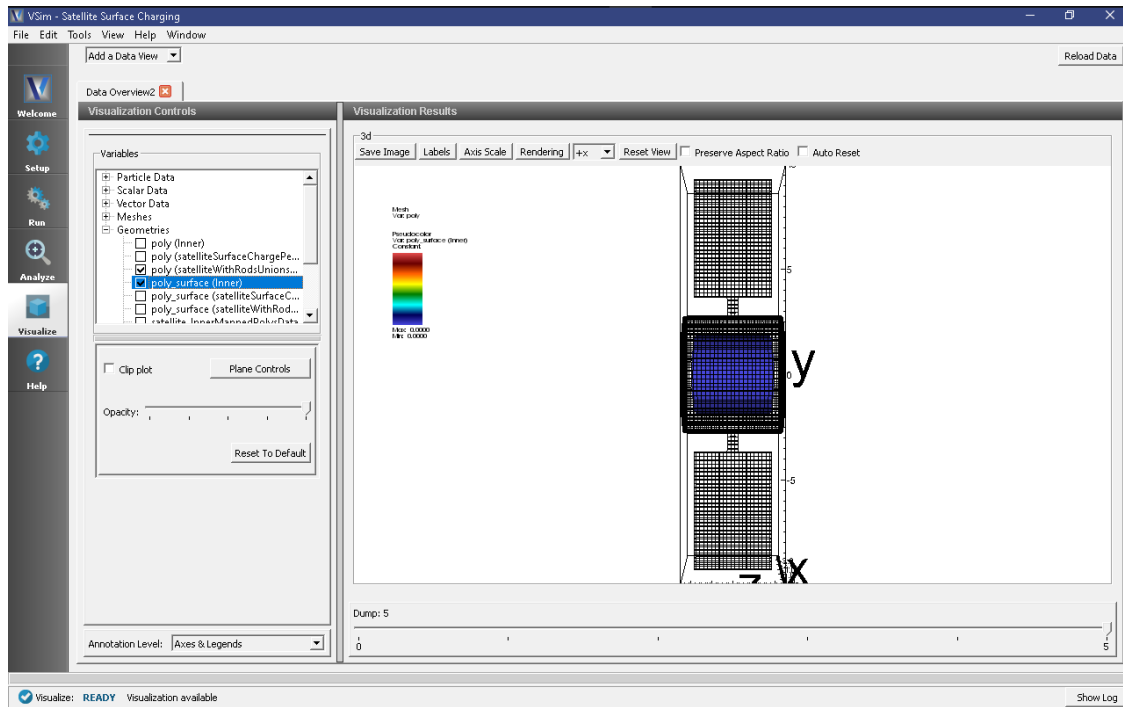 VSim - Satellite Surface Charging
File Edit Tools View Help Window
Add a Data View
Reload Data
Data Overview2
Welcome
Setup
Run
Analyze
Visualize
Help
Visualization Controls
Variables
Particle Data
Scalar Data
Vector Data
Meshes
Geometries
poly (Inner)
poly (satelliteSurfaceChargePe...
poly (satelliteWithRodsUnions...
poly_surface (Inner)
poly_surface (satelliteSurfaceC...
poly_surface (satelliteWithRod...
satellite_InnerMappedPolysData
Clip plot
Plane Controls
Opacity:
Reset To Default
Annotation Level: Axes & Legends
Visualization Results
3d
Save Image Labels Axis Scale Rendering +x Reset View Preserve Aspect Ratio Auto Reset
Mesh
Var: poly
Pseudocolor
Var: poly_surface (Inner)
Constant
Max: 0.0000
Min: 0.0000
5
y
0
-5
z
x
Dump: 5
0
5
Visualize: READY Visualization available
Show Log